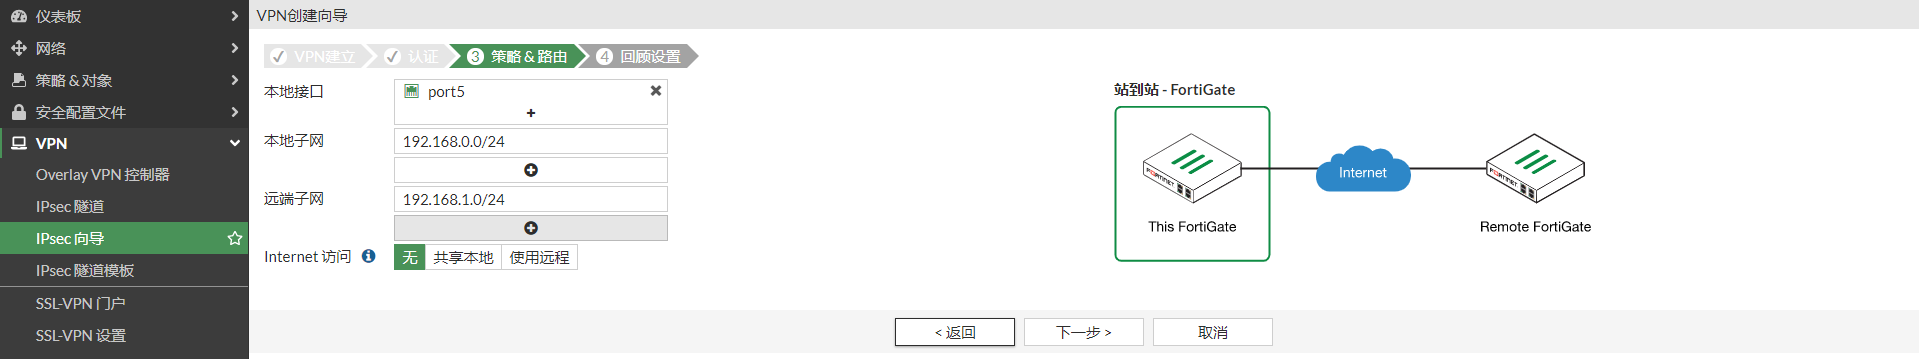 仪表板
网络
策略 & 对象
安全配置文件
VPN
Overlay VPN 控制器
IPsec 隧道
IPsec 向导
IPsec 隧道模板
SSL-VPN 门户
SSL-VPN 设置
VPN创建向导
VPN建立
认证
3 策略 & 路由
4 回顾设置
本地接口 port5
本地子网 192.168.0.0/24
远端子网 192.168.1.0/24
Internet 访问 无 共享本地 使用远程
站到站 - FortiGate
FORTINET
Internet
FORTINET
This FortiGate
Remote FortiGate
< 返回
下一步 >
取消